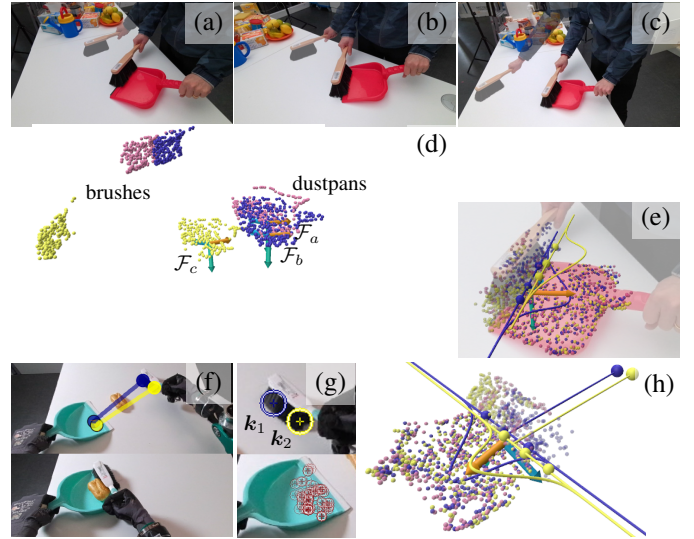 (a)
(b)
(c)
(d)
brushes
dustpans
ℱa
ℱb
ℱc
(e)
(f)
(g)
k1
k2
(h)